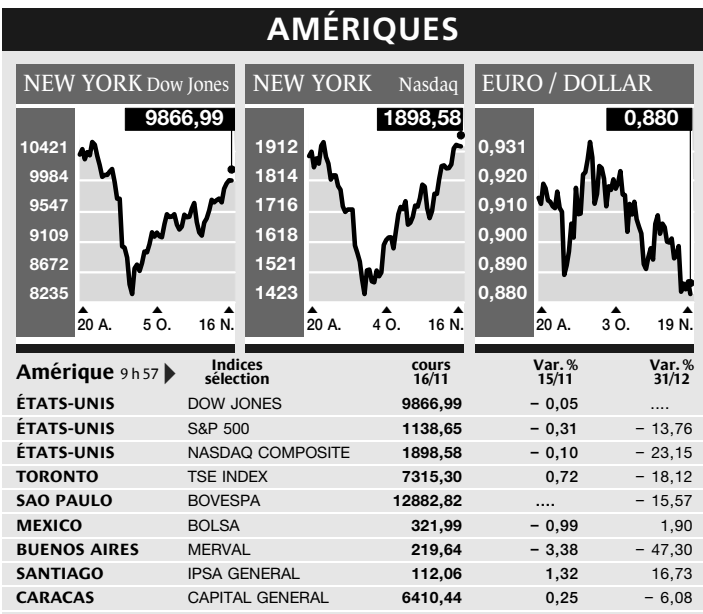 AMÉRIQUES
NEW YORK Dow Jones
9866,99
10421
9984
9547
9109
8672
8235
20 A. 5 O. 16 N.
NEW YORK Nasdaq
1898,58
1912
1814
1716
1618
1521
1423
20 A. 4 O. 16 N.
EURO / DOLLAR
0,880
0,931
0,920
0,910
0,900
0,890
0,880
20 A. 3 O. 19 N.
Amérique 9 h 57 Indices sélection cours 16/11 Var. % 15/11 Var. % 31/12
ÉTATS-UNIS DOW JONES 9866,99 – 0,05 ....
ÉTATS-UNIS S&P 500 1138,65 – 0,31 – 13,76
ÉTATS-UNIS NASDAQ COMPOSITE 1898,58 – 0,10 – 23,15
TORONTO TSE INDEX 7315,30 0,72 – 18,12
SAO PAULO BOVESPA 12882,82 .... – 15,57
MEXICO BOLSA 321,99 – 0,99 1,90
BUENOS AIRES MERVAL 219,64 – 3,38 – 47,30
SANTIAGO IPSA GENERAL 112,06 1,32 16,73
CARACAS CAPITAL GENERAL 6410,44 0,25 – 6,08